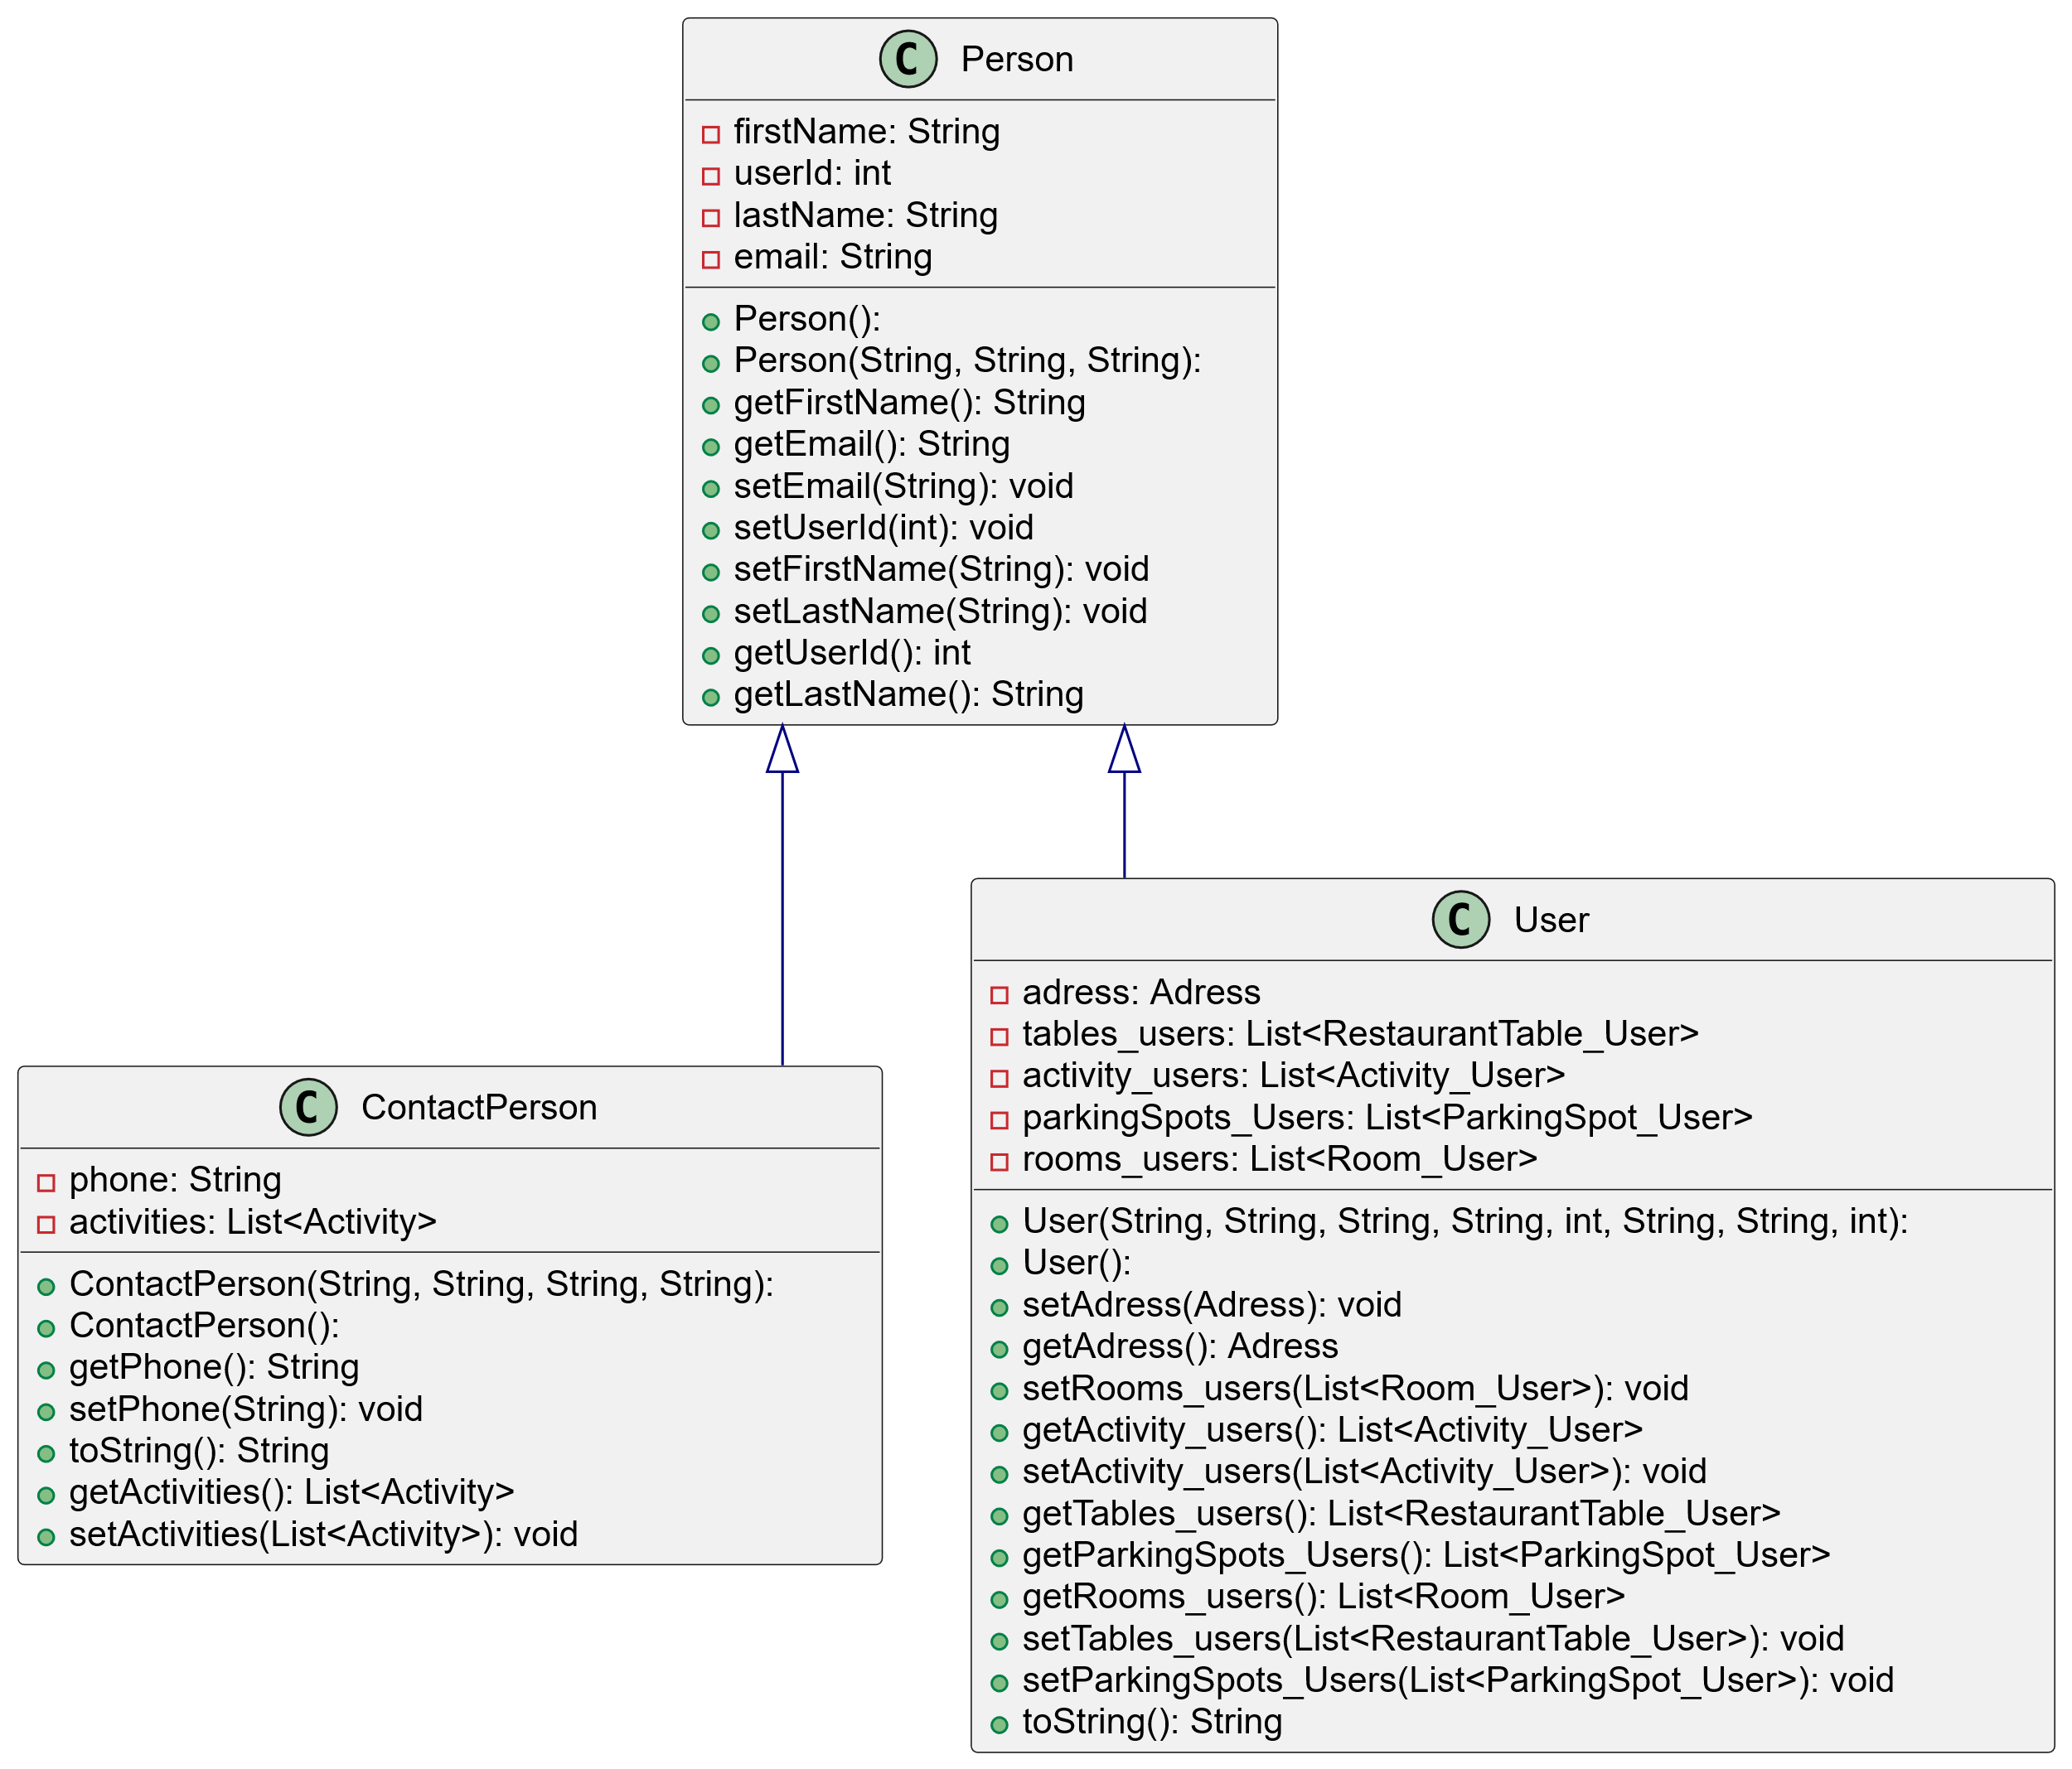 C Person
firstName: String
userId: int
lastName: String
email: String
Person():
Person(String, String, String):
getFirstName(): String
getEmail(): String
setEmail(String): void
setUserId(int): void
setFirstName(String): void
setLastName(String): void
getUserId(): int
getLastName(): String
C ContactPerson
phone: String
activities: List<Activity>
ContactPerson(String, String, String, String):
ContactPerson():
getPhone(): String
setPhone(String): void
toString(): String
getActivities(): List<Activity>
setActivities(List<Activity>): void
C User
adress: Adress
tables_users: List<RestaurantTable_User>
activity_users: List<Activity_User>
parkingSpots_Users: List<ParkingSpot_User>
rooms_users: List<Room_User>
User(String, String, String, String, int, String, String, int):
User():
setAdress(Adress): void
getAdress(): Adress
setRooms_users(List<Room_User>): void
getActivity_users(): List<Activity_User>
setActivity_users(List<Activity_User>): void
getTables_users(): List<RestaurantTable_User>
getParkingSpots_Users(): List<ParkingSpot_User>
getRooms_users(): List<Room_User>
setTables_users(List<RestaurantTable_User>): void
setParkingSpots_Users(List<ParkingSpot_User>): void
toString(): String